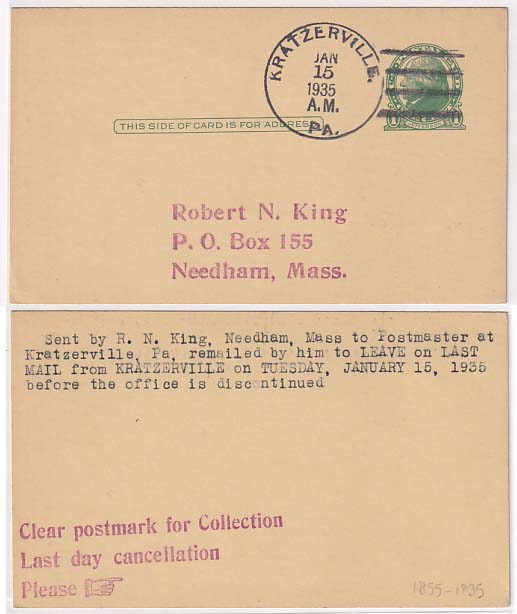 KRATZERVILLE.
JAN
15
1935
A.M.
PA.
THIS SIDE OF CARD IS FOR ADDRESS
Robert N. King
P. O. Box 155
Needham, Mass.
Sent by R. N. King, Needham, Mass to Postmaster at
Kratzerville, Pa, remailed by him to LEAVE on LAST
MAIL from KRATZERVILLE on TUESDAY, JANUARY 15, 1935
before the office is discontinued
Clear postmark for Collection
Last day cancellation
Please
1855-1935